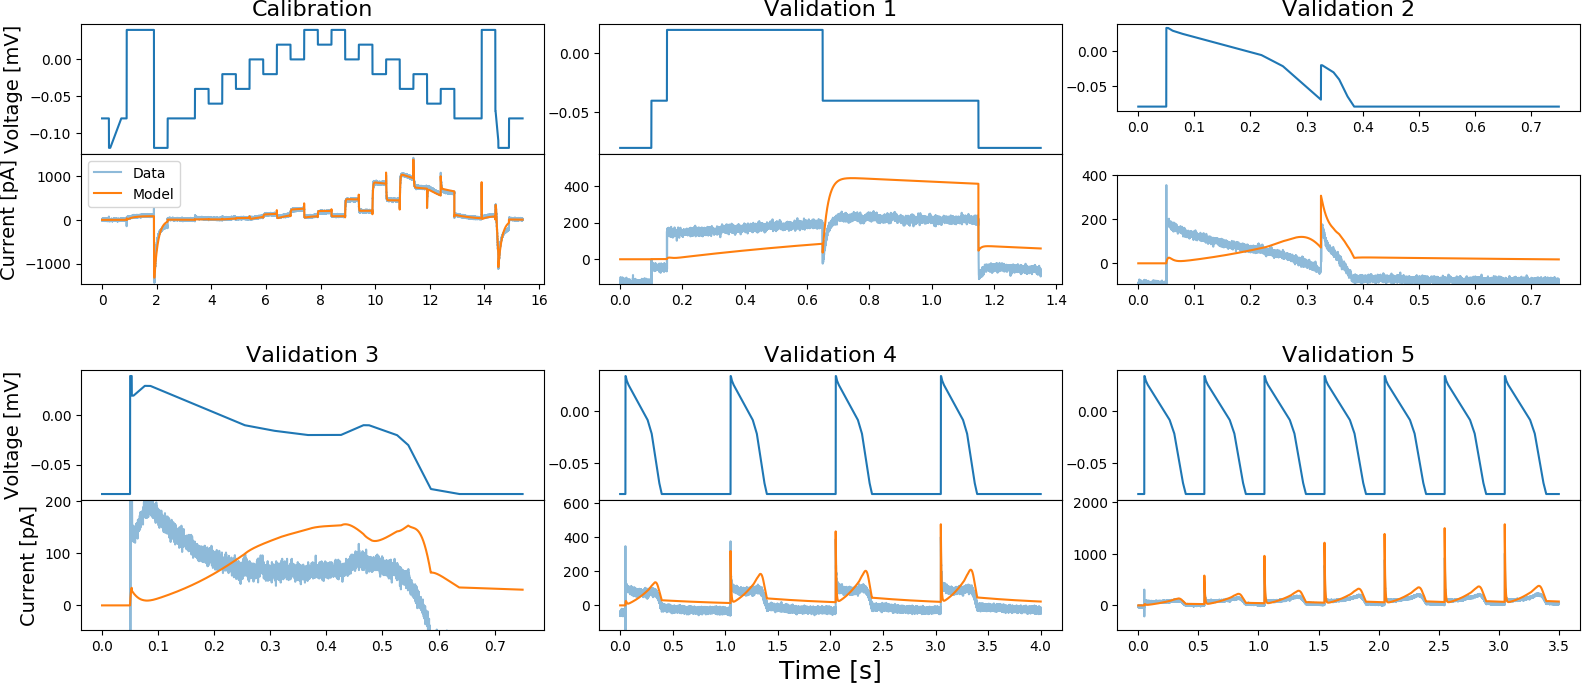 Calibration
Validation 1
Validation 2
Voltage [mV]
0.00
−0.05
−0.10
0.00
−0.05
0.00
−0.05
0.0 0.1 0.2 0.3 0.4 0.5 0.6 0.7
Current [pA]
1000
0
−1000
Data
Model
400
200
0
400
200
0
0 2 4 6 8 10 12 14 16
0.0 0.2 0.4 0.6 0.8 1.0 1.2 1.4
0.0 0.1 0.2 0.3 0.4 0.5 0.6 0.7
Validation 3
Validation 4
Validation 5
Voltage [mV]
0.00
−0.05
0.00
−0.05
0.00
−0.05
Current [pA]
200
100
0
600
400
200
0
2000
1000
0
0.0 0.1 0.2 0.3 0.4 0.5 0.6 0.7
0.0 0.5 1.0 1.5 2.0 2.5 3.0 3.5 4.0
0.0 0.5 1.0 1.5 2.0 2.5 3.0 3.5
Time [s]